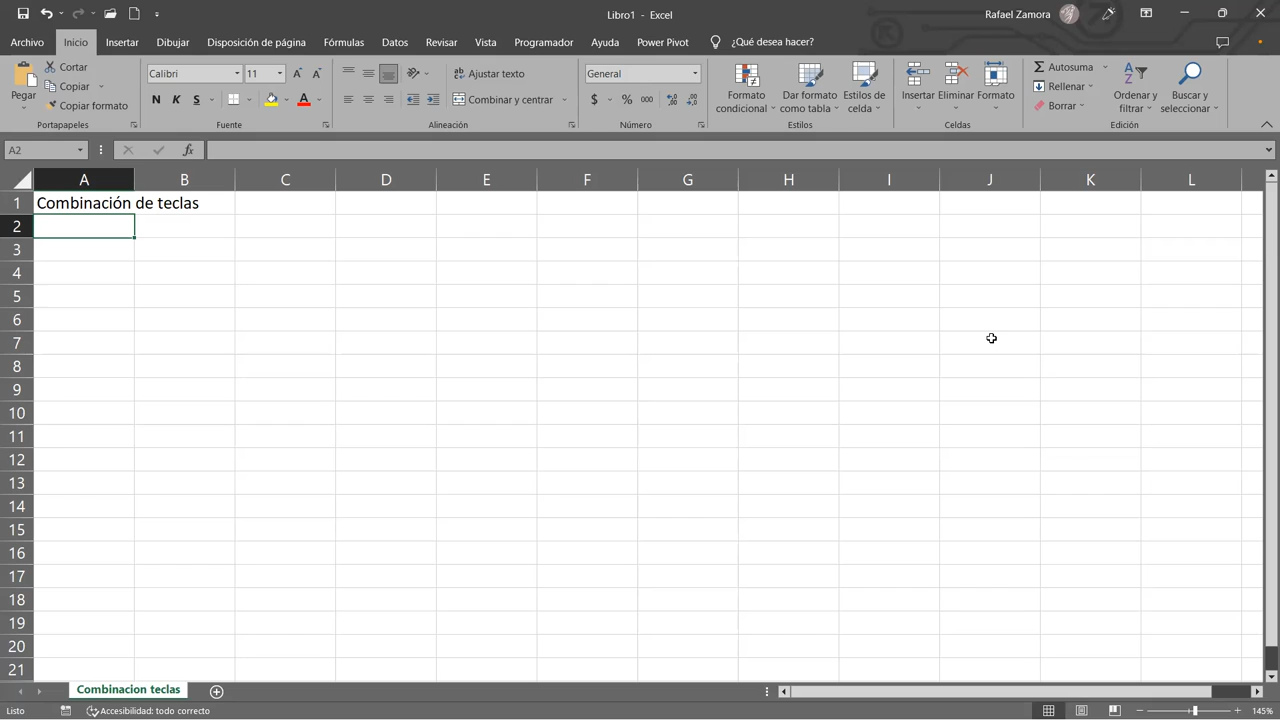 Libro1 - Excel
Rafael Zamora
Archivo Inicio Insertar Dibujar Disposición de página Fórmulas Datos Revisar Vista Programador Ayuda Power Pivot ¿Qué desea hacer?
Pegar
Cortar
Copiar
Copiar formato
Portapapeles
Calibri 11
N K S
Fuente
Ajustar texto
Combinar y centrar
Alineación
General
$ % 000
Número
Formato condicional
Dar formato como tabla
Estilos de celda
Estilos
Insertar Eliminar Formato
Celdas
Autosuma
Rellenar
Borrar
Ordenar y filtrar
Buscar y seleccionar
Edición
A2 fx
A B C D E F G H I J K L
1 Combinación de teclas
2
3
4
5
6
7
8
9
10
11
12
13
14
15
16
17
18
19
20
21
Combinacion teclas
Listo Accesibilidad: todo correcto 145%